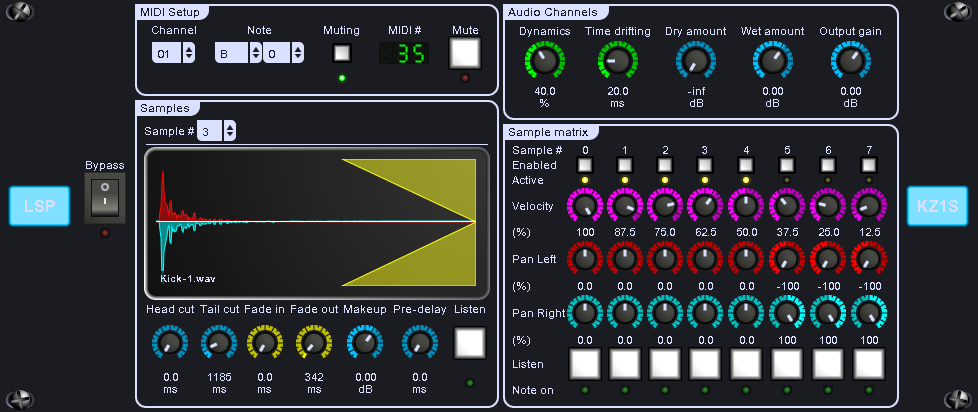 MIDI Setup
Channel Note Muting MIDI # Mute
01 B 0 35
Samples
Sample # 3
Bypass
LSP
Kick-1.wav
Head cut Tail cut Fade in Fade out Makeup Pre-delay Listen
0.0 1185 0.0 342 0.00 0.0
ms ms ms ms dB ms
Audio Channels
Dynamics Time drifting Dry amount Wet amount Output gain
40.0 20.0 -inf 0.00 0.00
% ms dB dB dB
Sample matrix
Sample # 0 1 2 3 4 5 6 7
Enabled
Active
Velocity
(%) 100 87.5 75.0 62.5 50.0 37.5 25.0 12.5
Pan Left
(%) 0.0 0.0 0.0 0.0 0.0 -100 -100 -100
Pan Right
(%) 0.0 0.0 0.0 0.0 0.0 100 100 100
Listen
Note on
KZ1S